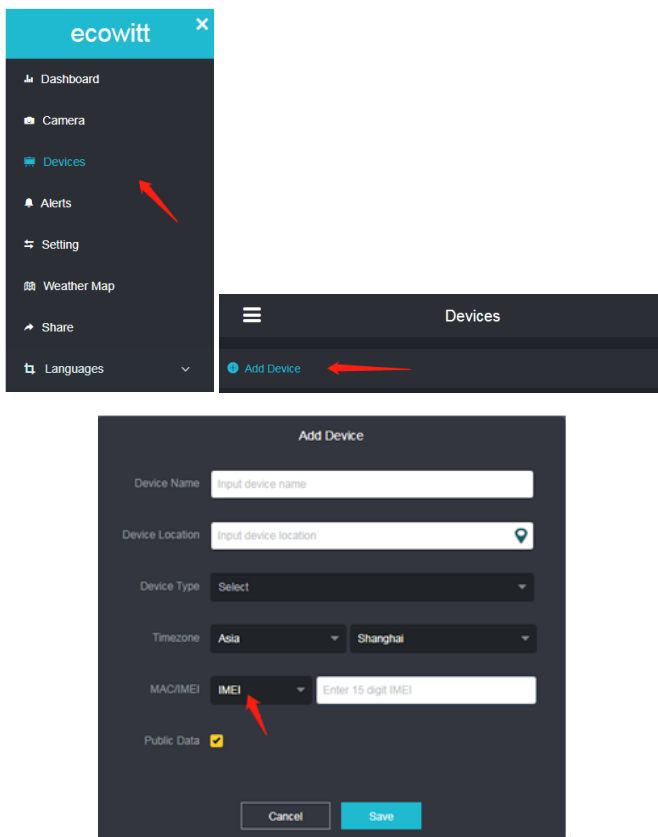 ecowitt ×
Dashboard
Camera
Devices
Alerts
Setting
Weather Map
Share
Languages
Devices
Add Device
Add Device
Device Name Input device name
Device Location Input device location
Device Type Select
Timezone Asia Shanghai
MAC/IMEI IMEI Enter 15 digit IMEI
Public Data
Cancel Save